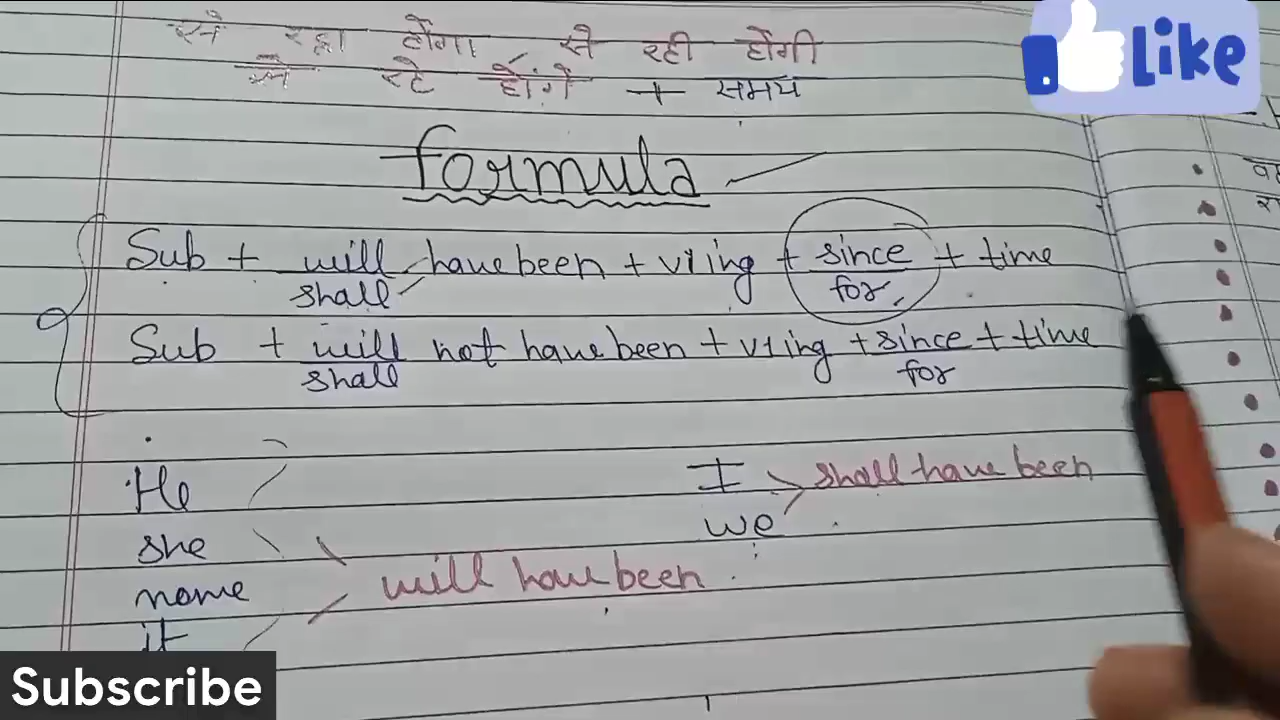 से रहा होंगा से रही होंगी
से रहे होंगे + समय
Like
formula
Sub + will/shall have been + v1 ing + since/for + time
Sub + will/shall not have been + v1 ing + since/for + time
He
she
name
it
will have been
I
we
shall have been
Subscribe